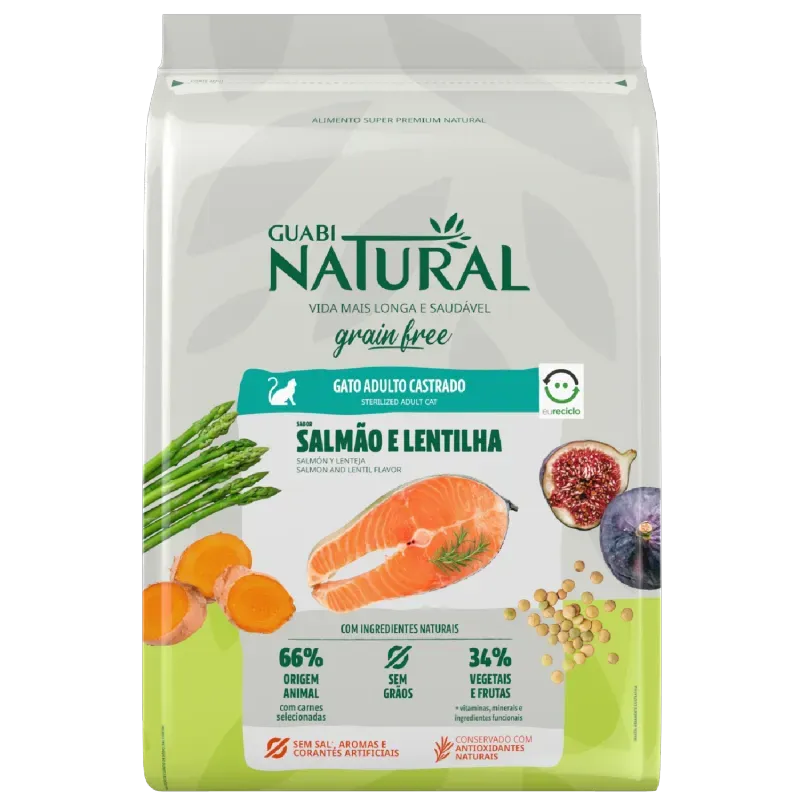 ALIMENTO SUPER PREMIUM NATURAL
GUABI
NATURAL
VIDA MAIS LONGA E SAUDÁVEL
grain free
GATO ADULTO CASTRADO
STERILIZED ADULT CAT
eureciclo
SABOR
SALMÃO E LENTILHA
SALMÓN Y LENTEJA
SALMON AND LENTIL FLAVOR
COM INGREDIENTES NATURAIS
66%
ORIGEM
ANIMAL
com carnes
selecionadas
SEM
GRÃOS
34%
VEGETAIS
E FRUTAS
+ vitaminas, minerais e
ingredientes funcionais
SEM SAL', AROMAS E
CORANTES ARTIFICIAIS
CONSERVADO COM
ANTIOXIDANTES
NATURAIS